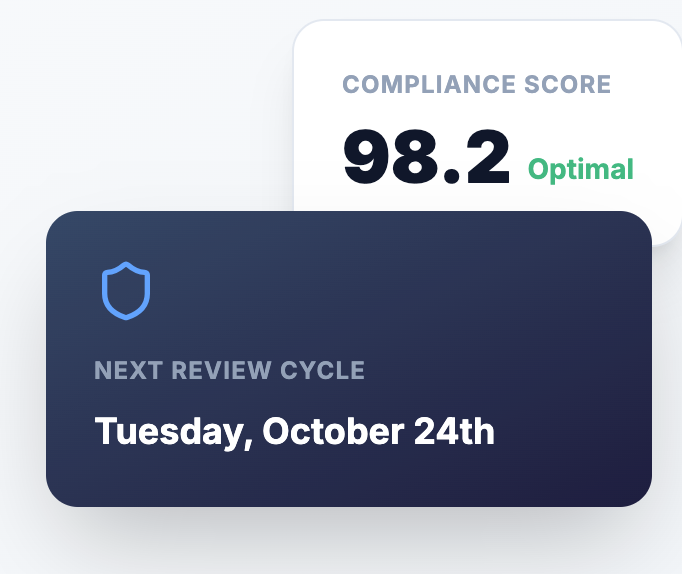 COMPLIANCE SCORE
98.2 Optimal
NEXT REVIEW CYCLE
Tuesday, October 24th